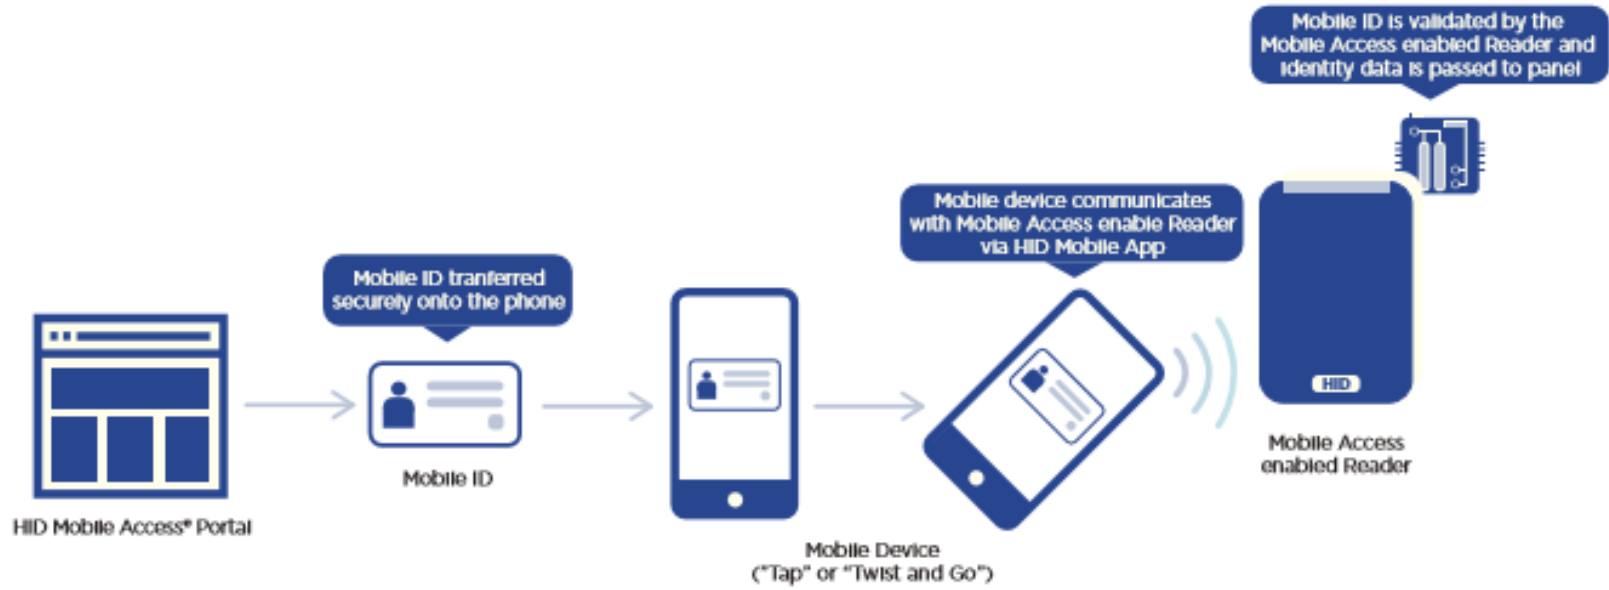 Mobile ID is validated by the
Mobile Access enabled Reader and
identity data is passed to panel
Mobile device communicates
with Mobile Access enable Reader
via HID Mobile App
Mobile ID tranferred
securely onto the phone
HID
Mobile Access
enabled Reader
Mobile ID
HID Mobile Access® Portal
Mobile Device
("Tap" or "Twist and Go")